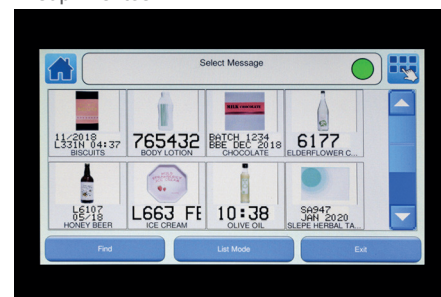 Select Message
11/2018
L331N 04:37
BISCUITS
765432
BODY LOTION
MILK CHOCOLATE
BATCH 1234
BBE DEC 2018
CHOCOLATE
6177
ELDERFLOWER C...
L6107
05/18
HONEY BEER
L663 FE
ICE CREAM
10:38
OLIVE OIL
SA947
JAN 2020
SLEPE HERBAL TA...
Find
List Mode
Exit